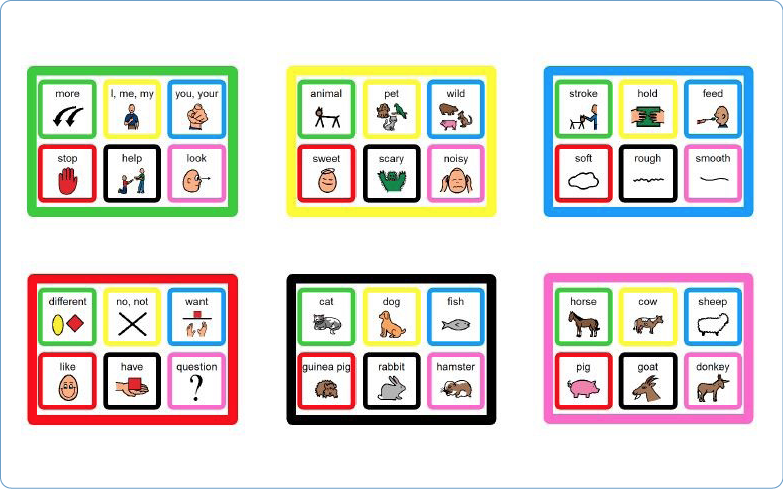 more I, me, my you, your
stop help look
animal pet wild
sweet scary noisy
stroke hold feed
soft rough smooth
different no, not want
like have question
?
cat dog fish
guinea pig rabbit hamster
horse cow sheep
pig goat donkey